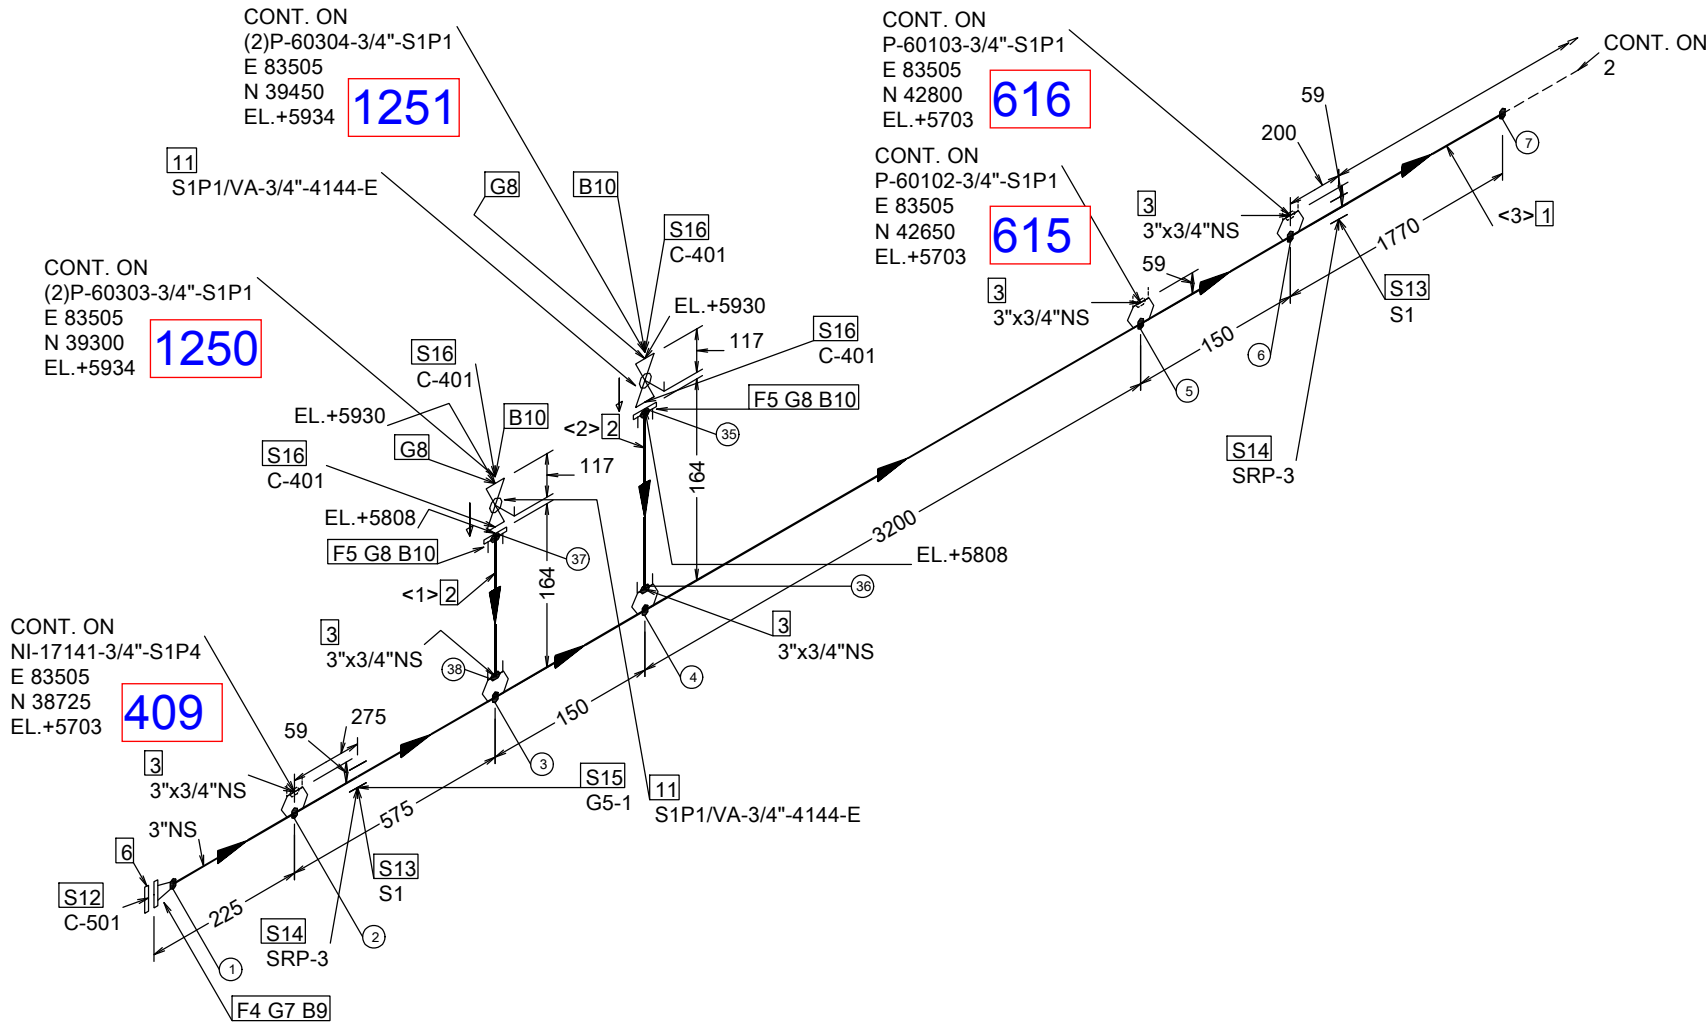 CONT. ON
(2)P-60304-3/4"-S1P1
E 83505
N 39450
EL.+5934
1251
CONT. ON
P-60103-3/4"-S1P1
E 83505
N 42800
EL.+5703
616
CONT. ON
2
59
200
7
11
S1P1/VA-3/4"-4144-E
G8
B10
S16
C-401
CONT. ON
P-60102-3/4"-S1P1
E 83505
N 42650
EL.+5703
615
3
3"x3/4"NS
<3> 1
1770
59
3
3"x3/4"NS
S13
S1
CONT. ON
(2)P-60303-3/4"-S1P1
E 83505
N 39300
EL.+5934
1250
EL.+5930
117
S16
C-401
S16
C-401
150
6
5
EL.+5930
B10
G8
F5 G8 B10
<2> 2
35
S16
C-401
117
164
S14
SRP-3
EL.+5808
F5 G8 B10
37
3200
EL.+5808
164
36
<1> 2
CONT. ON
NI-17141-3/4"-S1P4
E 83505
N 38725
EL.+5703
409
3
3"x3/4"NS
38
3
3"x3/4"NS
4
150
275
59
3
3"x3/4"NS
3
S15
G5-1
11
S1P1/VA-3/4"-4144-E
575
3"NS
6
S13
S1
S12
C-501
225
S14
SRP-3
2
1
F4 G7 B9